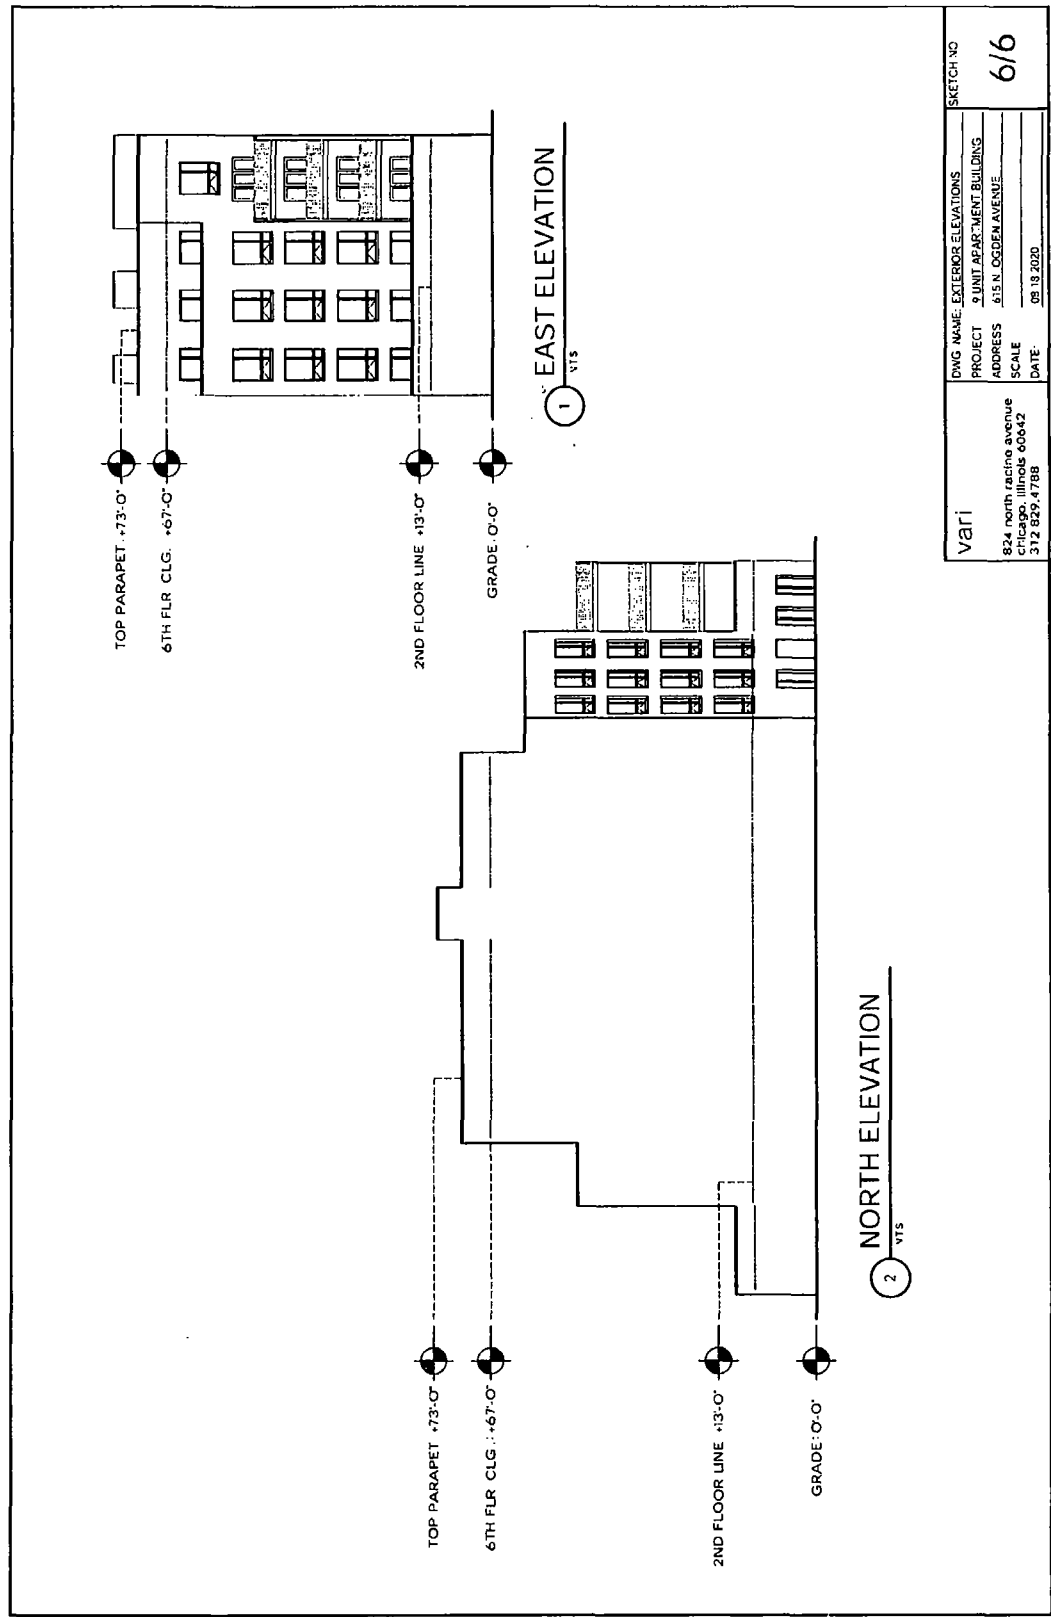 TOP PARAPET +73'-0"
6TH FLR CLG. +67'-0"
2ND FLOOR LINE +13'-0"
GRADE: 0'-0"
1
EAST ELEVATION
NTS
TOP PARAPET +73'-0"
6TH FLR CLG.: +67'-0"
2ND FLOOR LINE +13'-0"
GRADE: 0'-0"
2
NORTH ELEVATION
NTS
vari
824 north racine avenue
chicago, illinois 60642
312 829.4788
DWG NAME: EXTERIOR ELEVATIONS
PROJECT 9 UNIT APARTMENT BUILDING
ADDRESS 615 N. OGDEN AVENUE
SCALE
DATE:
SKETCH NO
6/6